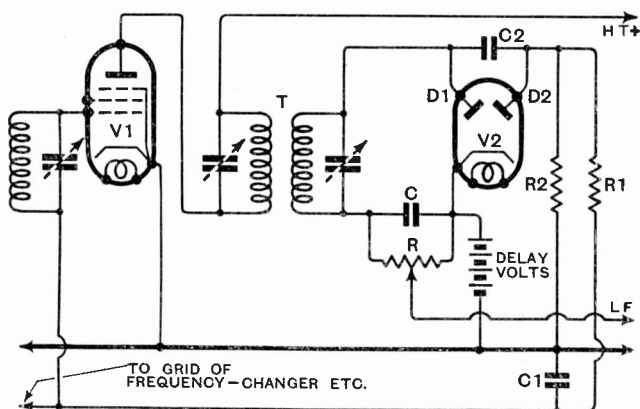 HT+
C2
T
D1
D2
V1
V2
R2
R1
C
R
DELAY
VOLTS
LF
C1
TO GRID OF
FREQUENCY-CHANGER ETC.